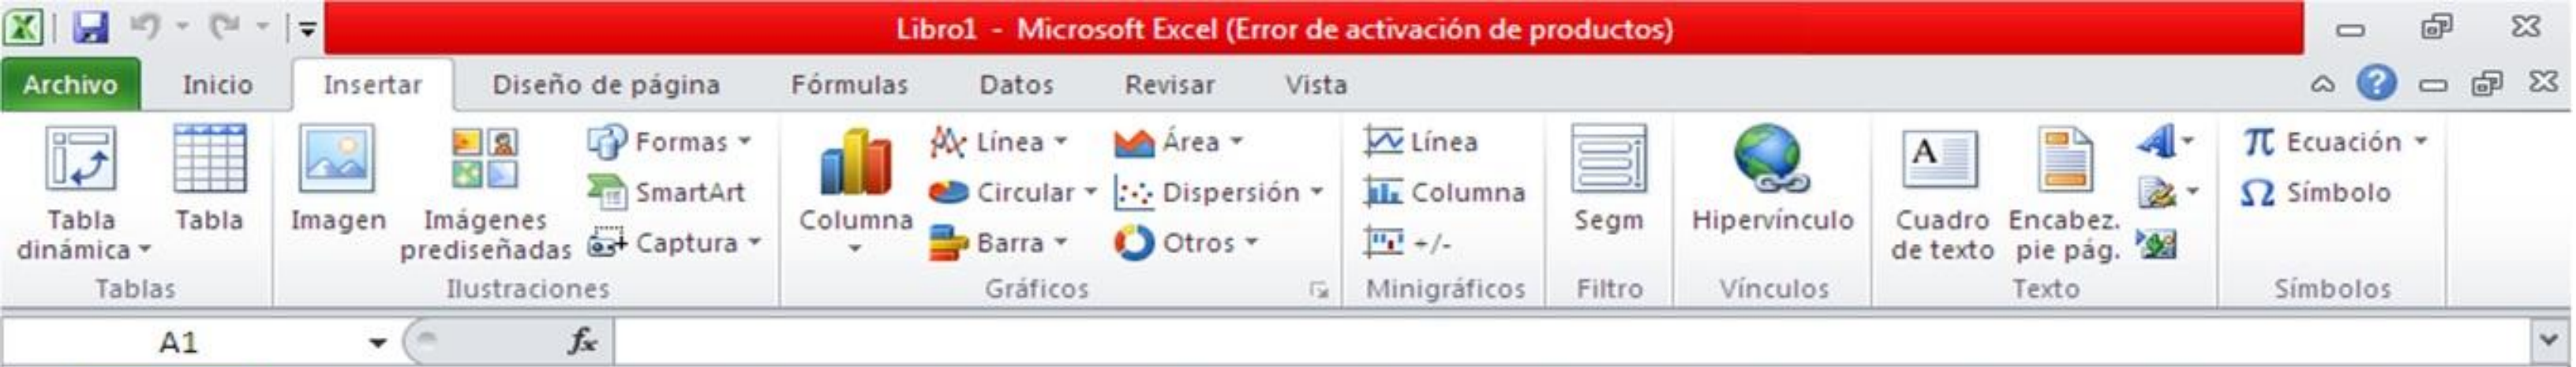 Libro1 - Microsoft Excel (Error de activación de productos)
Archivo Inicio Insertar Diseño de página Fórmulas Datos Revisar Vista
Tabla dinámica
Tabla
Tablas
Imagen
Imágenes prediseñadas
Formas
SmartArt
Captura
Ilustraciones
Columna
Línea
Circular
Barra
Área
Dispersión
Otros
Gráficos
Línea
Columna
+/-
Minigráficos
Segm
Filtro
Hipervínculo
Vínculos
A
Cuadro de texto
Encabez. pie pág.
A
Texto
π Ecuación
Ω Símbolo
Símbolos
A1
fx